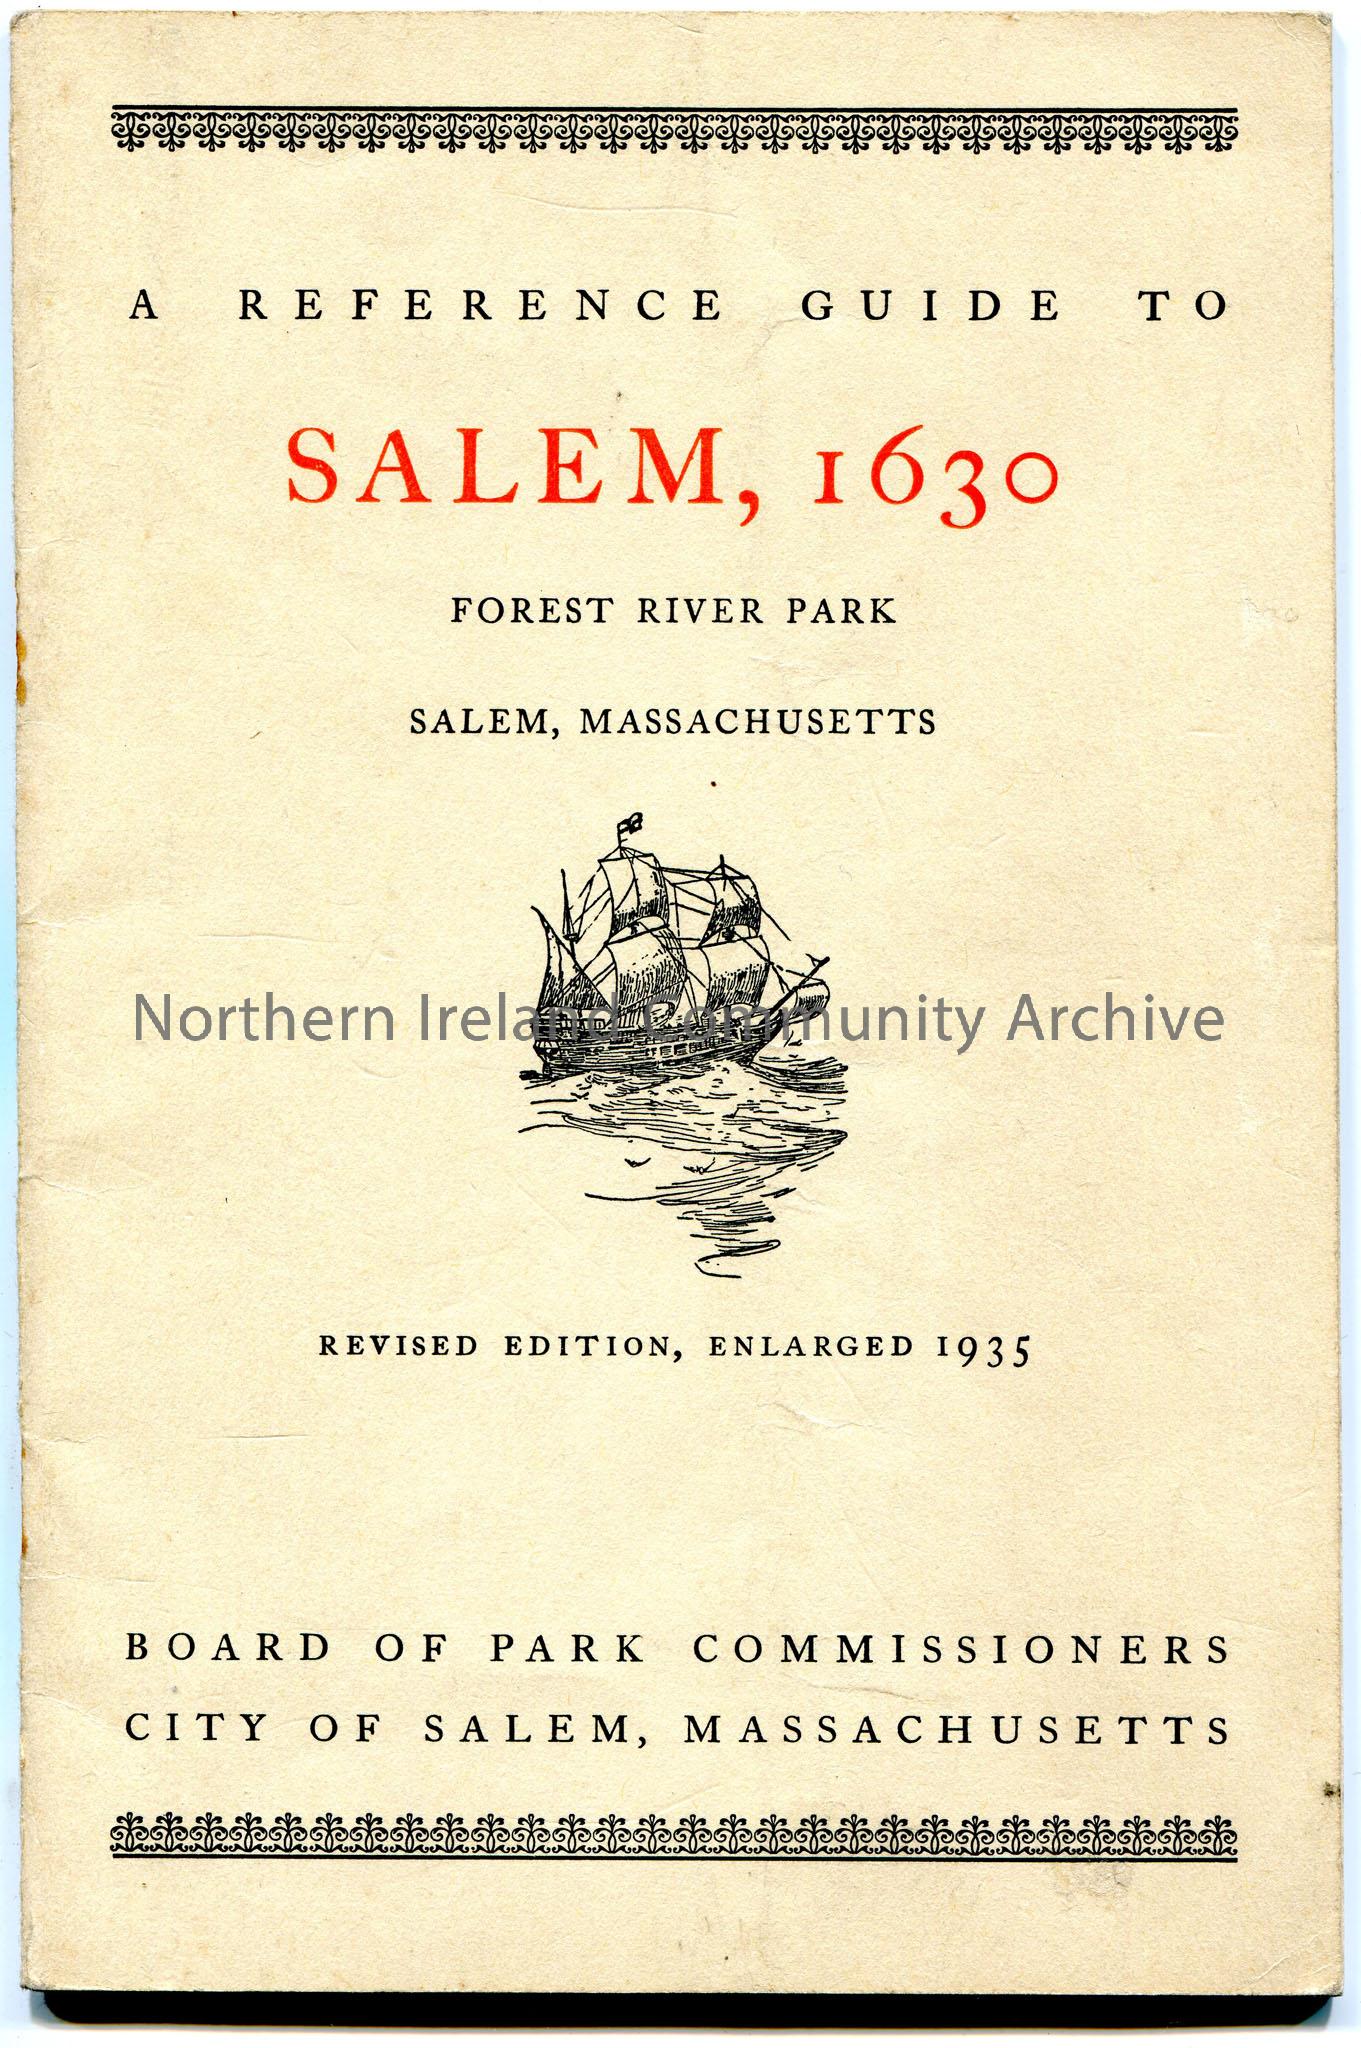 A REFERENCE GUIDE TO
SALEM, 1630
FOREST RIVER PARK
SALEM, MASSACHUSETTS
Northern Ireland Community Archive
REVISED EDITION, ENLARGED 1935
BOARD OF PARK COMMISSIONERS
CITY OF SALEM, MASSACHUSETTS